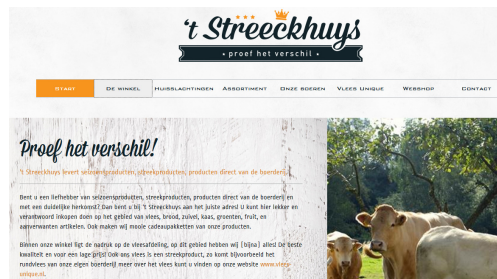 't Streeckhuys
• proef het verschil •
START DE WINKEL HUISSLACHTINGEN ASSORTIMENT ONZE BOEREN VLEES UNIQUE WEBSHOP CONTACT
Proef het verschil!
't Streeckhuys levert seizoensproducten, streekproducten, producten direct van de boerderij.
Bent u een liefhebber van seizoensproducten, streekproducten, producten direct van de boerderij en
met een duidelijke herkomst? Dan bent u bij 't Streeckhuys aan het juiste adres! U kunt hier lekker en
verantwoord inkopen doen op het gebied van vlees, brood, zuivel, kaas, groenten, fruit, en
aanverwanten artikelen. Ook maken wij mooie cadeaupakketten van onze producten.
Binnen onze winkel ligt de nadruk op de vleesafdeling, op dit gebied hebben wij [bijna] alles! De beste
kwaliteit en voor een lage prijs! Ook ons vlees is een streekproduct, zo komt bijvoorbeeld het
rundvlees van onze eigen boerderij meer over het vlees kunt u vinden op onze website www.vlees-
unique.nl.